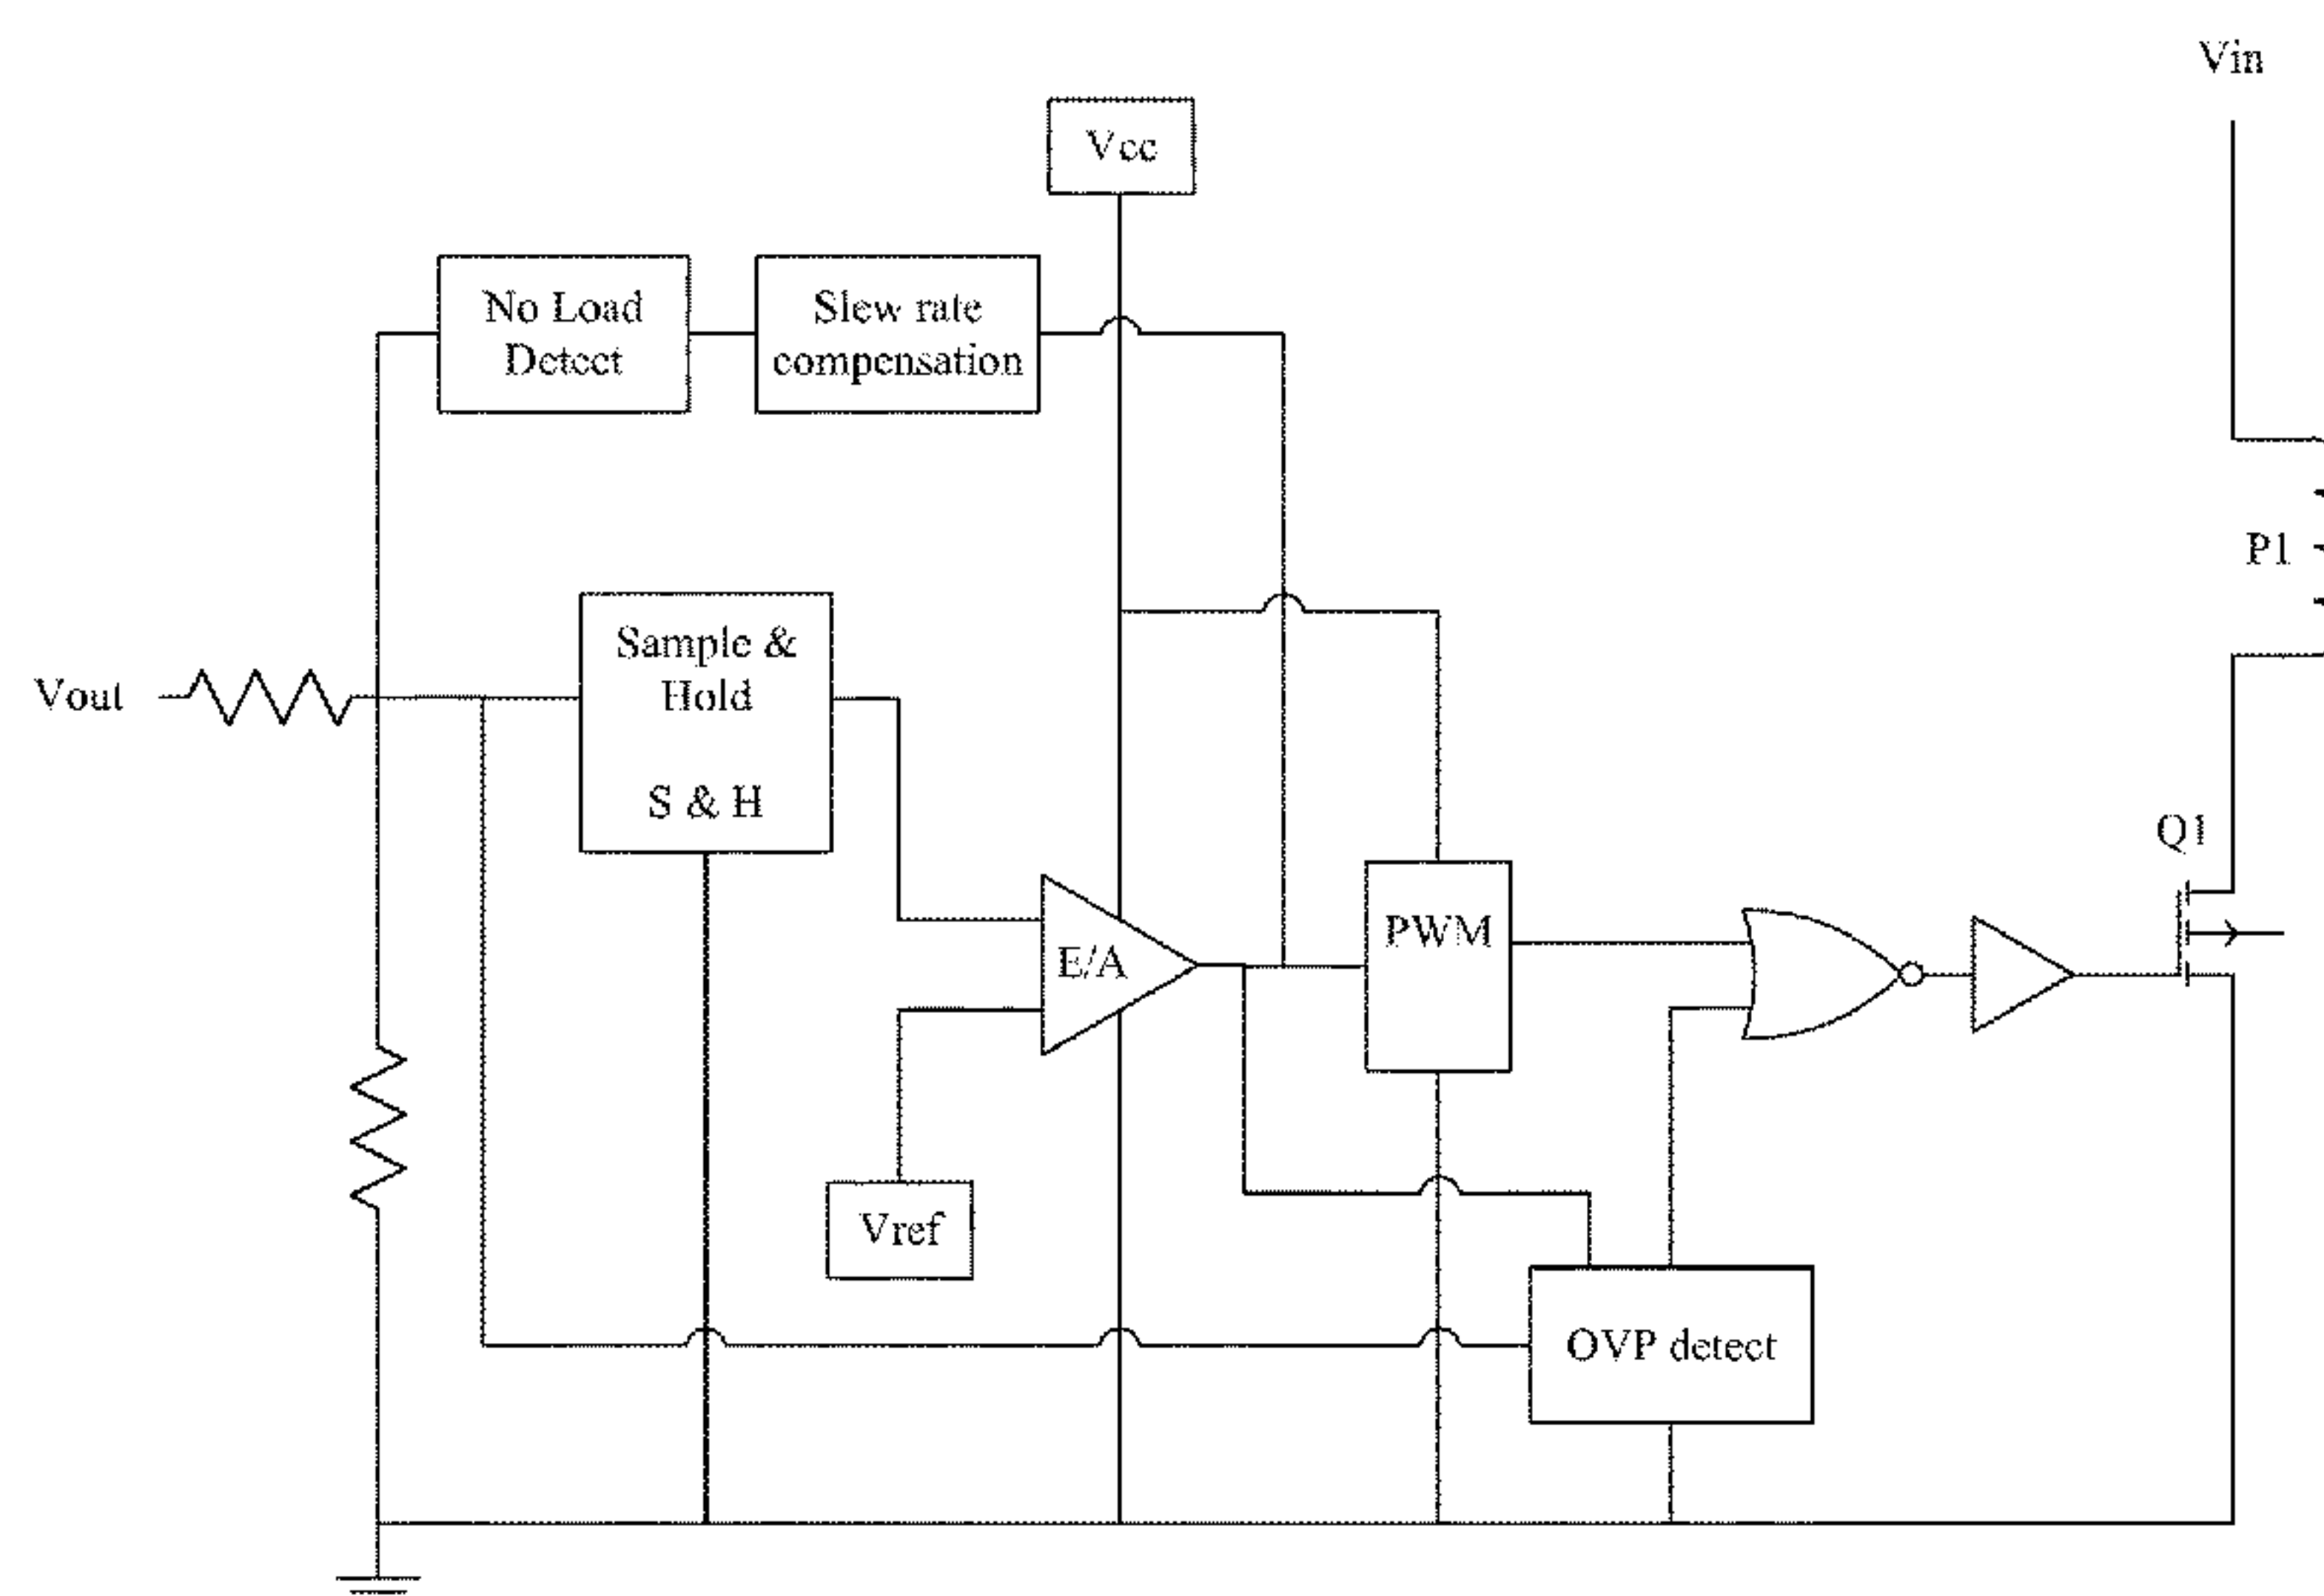 Vin
Vcc
No Load
Detect
Slew rate
compensation
P1
Sample &
Hold
S & H
Vout
Q1
PWM
E/A
Vref
OVP detect